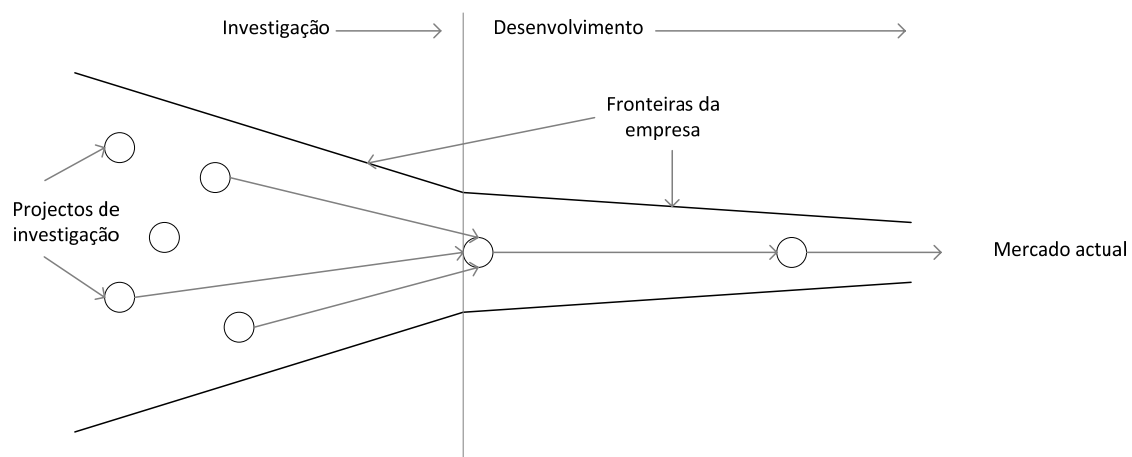 Investigação
Desenvolvimento
Fronteiras da
empresa
Projectos de
investigação
Mercado actual